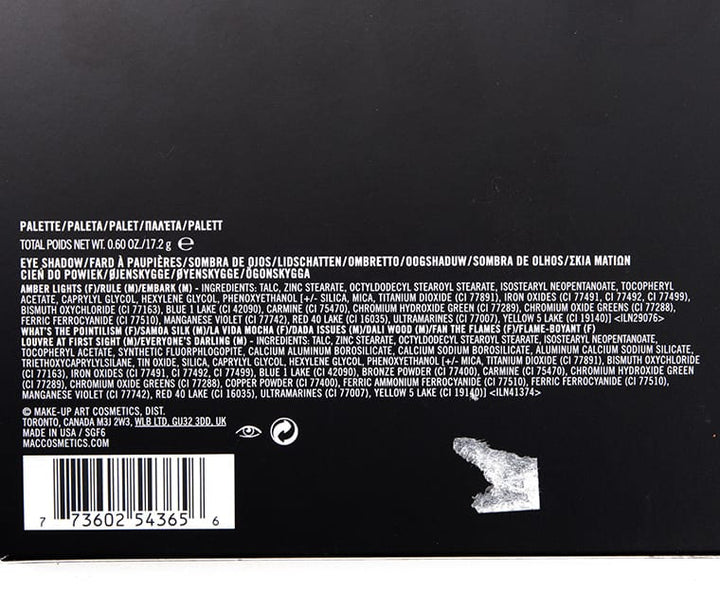 PALETTE/PALETA/PALET/ΠΑΛΈΤΑ/PALETT
TOTAL POIDS NET WT. 0.60 OZ./17.2 g ℮
EYE SHADOW/FARD À PAUPIÈRES/SOMBRA DE OJOS/LIDSCHATTEN/OMBRETTO/OOGSHADUW/SOMBRA DE OLHOS/ΣΚΙΑ ΜΑΤΙΩΝ
CIEŃ DO POWIEK/ØJENSKYGGE/ØYENSKYGGE/ÖGONSKYGGA
AMBER LIGHTS (F)/RULE (M)/EMBARK (M) - INGREDIENTS: TALC, ZINC STEARATE, OCTYLDODECYL STEAROYL STEARATE, ISOSTEARYL NEOPENTANOATE, TOCOPHERYL
ACETATE, CAPRYLYL GLYCOL, HEXYLENE GLYCOL, PHENOXYETHANOL [+/- SILICA, MICA, TITANIUM DIOXIDE (CI 77891), IRON OXIDES (CI 77491, CI 77492, CI 77499),
BISMUTH OXYCHLORIDE (CI 77163), BLUE 1 LAKE (CI 42090), CARMINE (CI 75470), CHROMIUM HYDROXIDE GREEN (CI 77289), CHROMIUM OXIDE GREENS (CI 77288),
FERRIC FERROCYANIDE (CI 77510), MANGANESE VIOLET (CI 77742), RED 40 LAKE (CI 16035), ULTRAMARINES (CI 77007), YELLOW 5 LAKE (CI 19140)] <ILN29076>
WHAT'S THE POINTILISM (F)/SAMOA SILK (M)/LA VIDA MOCHA (F)/DADA ISSUES (M)/DALI WOOD (M)/FAN THE FLAMES (F)/FLAME-BOYANT (F)
LOUVRE AT FIRST SIGHT (M)/EVERYONE'S DARLING (M) - INGREDIENTS: TALC, ZINC STEARATE, OCTYLDODECYL STEAROYL STEARATE, ISOSTEARYL NEOPENTANOATE,
TOCOPHERYL ACETATE, SYNTHETIC FLUORPHLOGOPITE, CALCIUM ALUMINUM BOROSILICATE, CALCIUM SODIUM BOROSILICATE, ALUMINUM CALCIUM SODIUM SILICATE,
TRIETHOXYCAPRYLYLSILANE, TIN OXIDE, SILICA, CAPRYLYL GLYCOL, HEXYLENE GLYCOL, PHENOXYETHANOL [+/- MICA, TITANIUM DIOXIDE (CI 77891), BISMUTH OXYCHLORIDE
(CI 77163), IRON OXIDES (CI 77491, CI 77492, CI 77499), BLUE 1 LAKE (CI 42090), BRONZE POWDER (CI 77400), CARMINE (CI 75470), CHROMIUM HYDROXIDE GREEN
(CI 77289), CHROMIUM OXIDE GREENS (CI 77288), COPPER POWDER (CI 77400), FERRIC AMMONIUM FERROCYANIDE (CI 77510), FERRIC FERROCYANIDE (CI 77510),
MANGANESE VIOLET (CI 77742), RED 40 LAKE (CI 16035), ULTRAMARINES (CI 77007), YELLOW 5 LAKE (CI 19140)] <ILN41374>
© MAKE-UP ART COSMETICS, DIST.
TORONTO, CANADA M3J 2W3, WLB LTD, GU32 3DD, UK
MADE IN USA / SGF6
MACCOSMETICS.COM
7 73602 54365 6